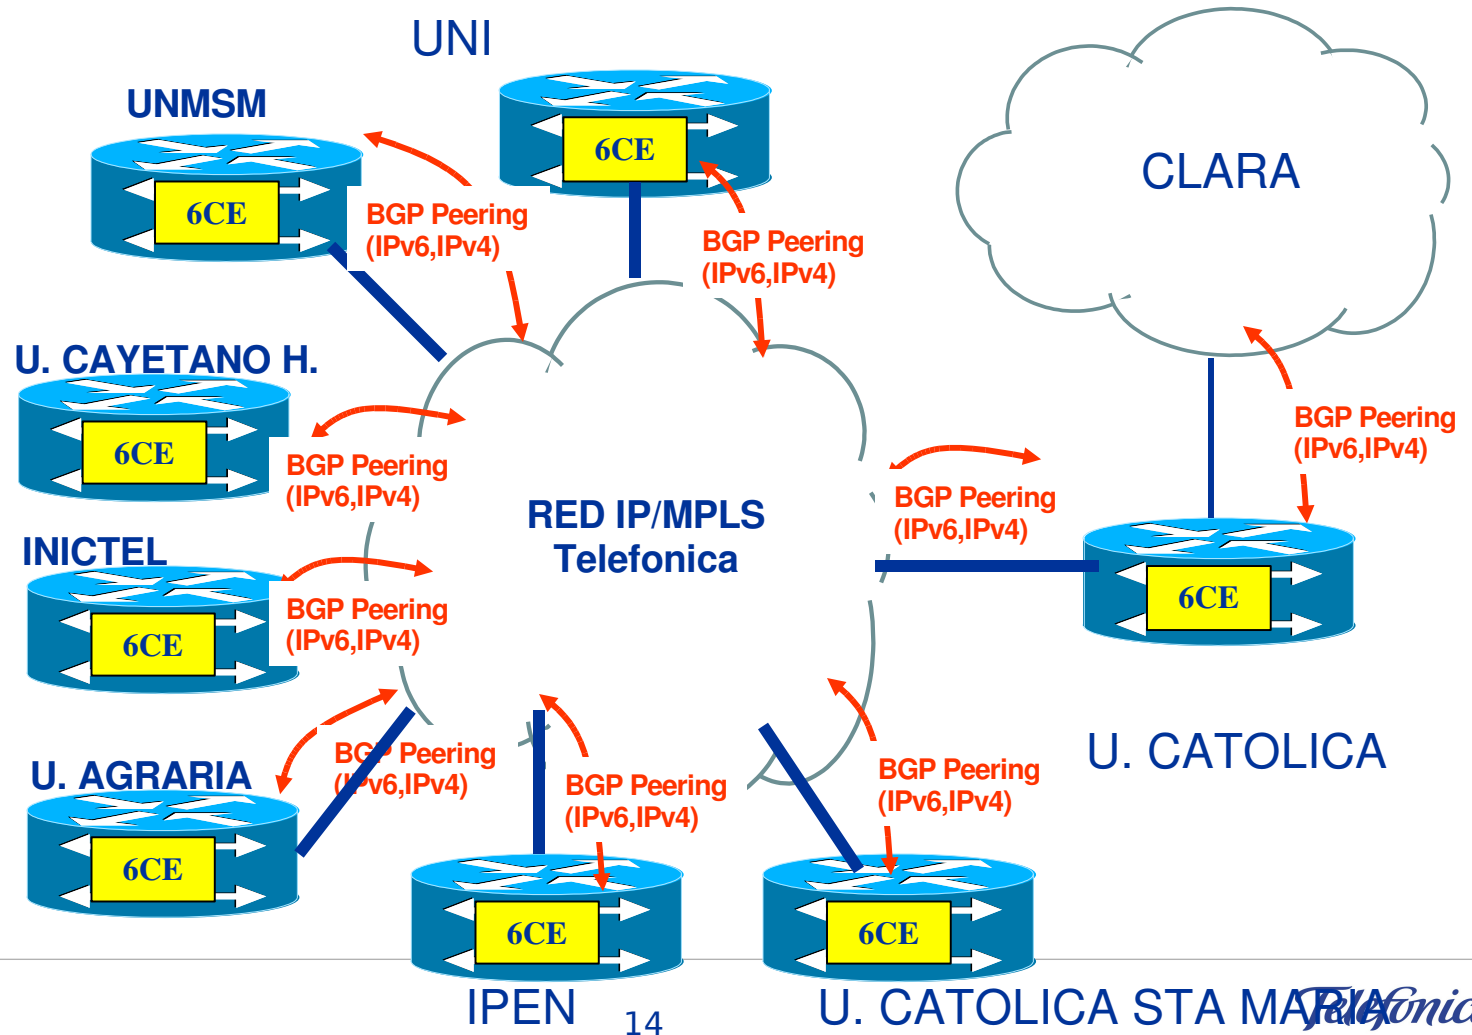 UNI
UNMSM
6CE
6CE
CLARA
BGP Peering
(IPv6,IPv4)
BGP Peering
(IPv6,IPv4)
U. CAYETANO H.
6CE
BGP Peering
(IPv6,IPv4)
BGP Peering
(IPv6,IPv4)
RED IP/MPLS
Telefonica
BGP Peering
(IPv6,IPv4)
INICTEL
6CE
BGP Peering
(IPv6,IPv4)
6CE
U. AGRARIA
6CE
BGP Peering
(IPv6,IPv4)
BGP Peering
(IPv6,IPv4)
BGP Peering
(IPv6,IPv4)
U. CATOLICA
6CE
6CE
IPEN
14
U. CATOLICA STA MARIA